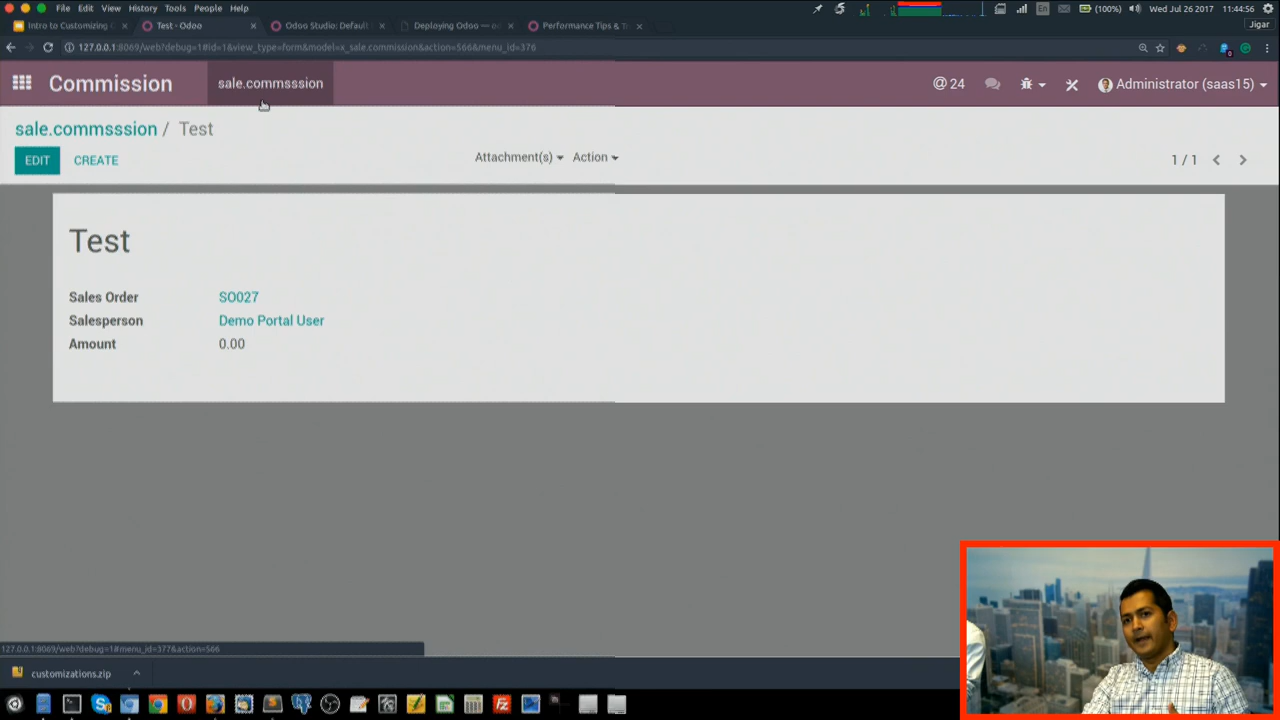 File Edit View History Tools People Help
(100%) Wed Jul 26 2017 11:44:56
Intro to Customizing
Test - Odoo
Odoo Studio: Default
Deploying Odoo — o
Performance Tips & T
Jigar
127.0.0.1:8069/web?debug=1#id=1&view_type=form&model=x_sale.commission&action=566&menu_id=376
Commission sale.commsssion @ 24 Administrator (saas15)
sale.commsssion / Test
EDIT CREATE Attachment(s) Action 1 / 1
Test
Sales Order SO027
Salesperson Demo Portal User
Amount 0.00
127.0.0.1:8069/web?debug=1#menu_id=377&action=566
customizations.zip